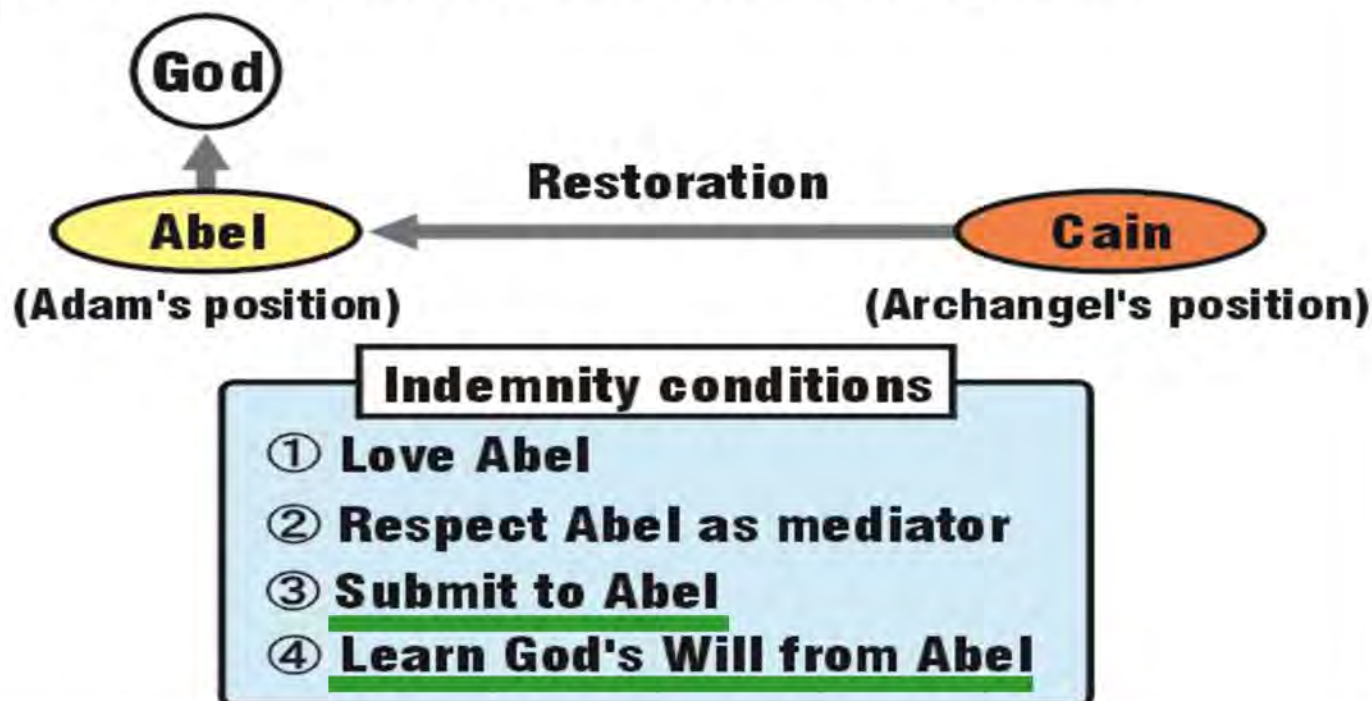 God
Restoration
Abel
Cain
(Adam's position)
(Archangel's position)
Indemnity conditions
① Love Abel
② Respect Abel as mediator
③ Submit to Abel
④ Learn God's Will from Abel